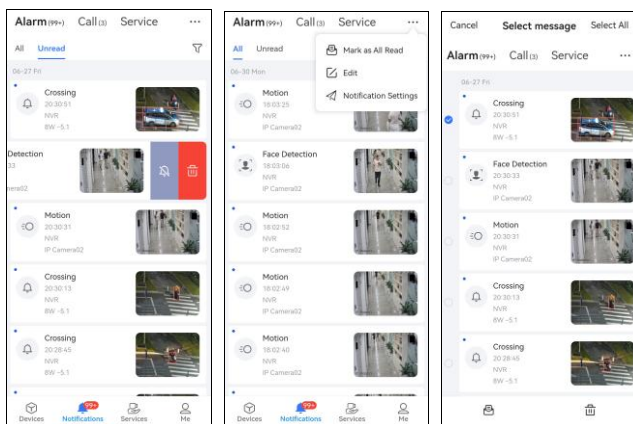 Alarm (99+) Call (3) Service ...
All Unread
06-27 Fri
Crossing
20:30:51
NVR
8W -5.1
Detection
33
nera02
Motion
20:30:31
NVR
IP Camera02
Crossing
20:30:13
NVR
8W -5.1
Crossing
20:28:45
NVR
8W -5.1
99+
Devices Notifications Services Me
Alarm (99+) Call (3) Service ...
All Unread
Mark as All Read
Edit
Notification Settings
06-30 Mon
Motion
18:03:25
NVR
IP Camera02
Face Detection
18:03:06
NVR
IP Camera02
Motion
18:02:52
NVR
IP Camera02
Motion
18:02:49
NVR
IP Camera02
Motion
18:02:40
NVR
IP Camera02
99+
Devices Notifications Services Me
Cancel Select message Select All
Alarm (99+) Call (3) Service ...
06-27 Fri
Crossing
20:30:51
NVR
8W -5.1
Face Detection
20:30:33
NVR
IP Camera02
Motion
20:30:31
NVR
IP Camera02
Crossing
20:30:13
NVR
8W -5.1
Crossing
20:28:45
NVR
8W -5.1